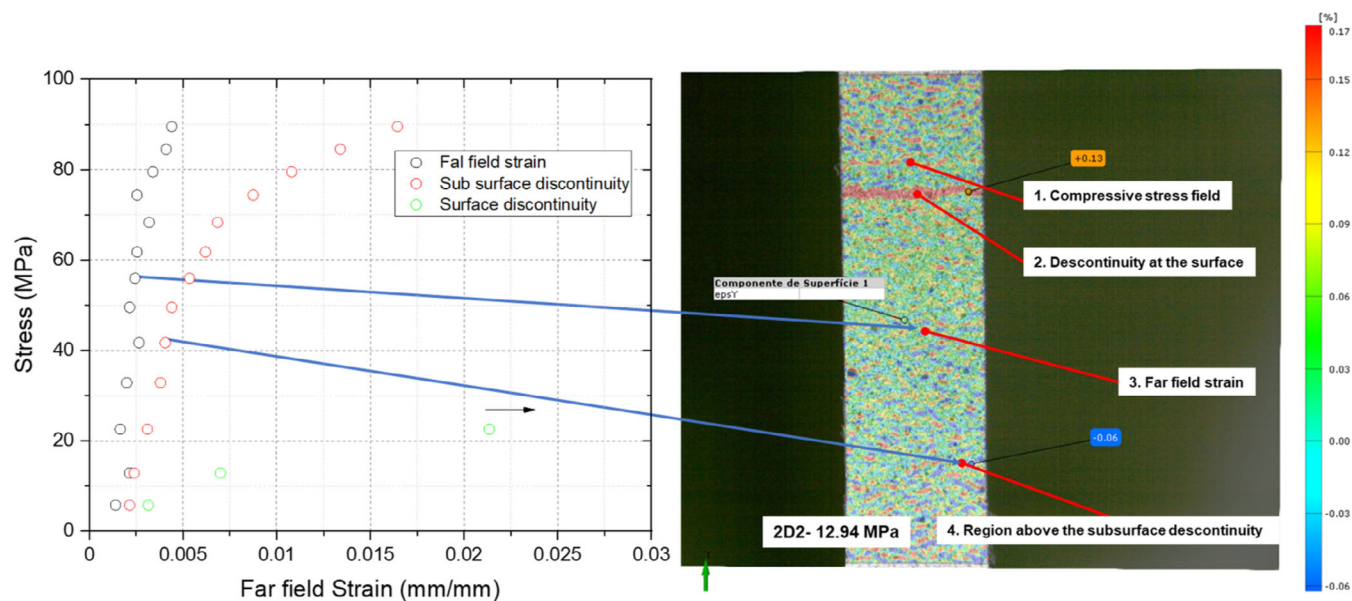 100
80
60
40
20
0
Stress (MPa)
0
0.005
0.01
0.015
0.02
0.025
0.03
Far field Strain (mm/mm)
Fal field strain
Sub surface discontinuity
Surface discontinuity
+0.13
1. Compressive stress field
2. Descontinuity at the surface
Componente de Superfície 1
epsY
3. Far field strain
-0.06
2D2- 12.94 MPa
4. Region above the subsurface descontinuity
[%]
0.17
0.15
0.12
0.09
0.06
0.03
0.00
-0.03
-0.06